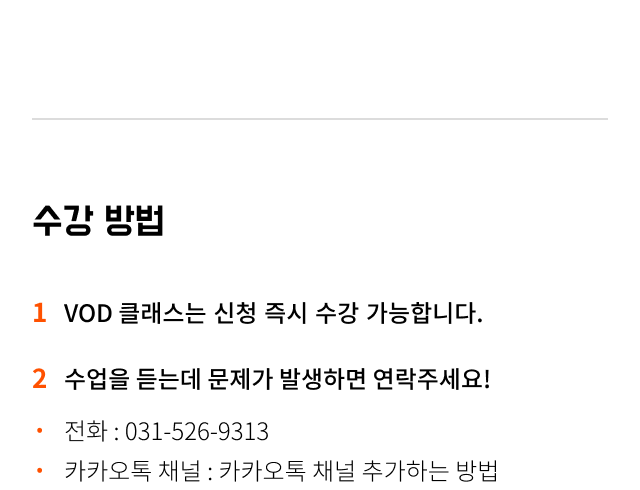 수강 방법
1 VOD 클래스는 신청 즉시 수강 가능합니다.
2 수업을 듣는데 문제가 발생하면 연락주세요!
• 전화 : 031-526-9313
• 카카오톡 채널 : 카카오톡 채널 추가하는 방법